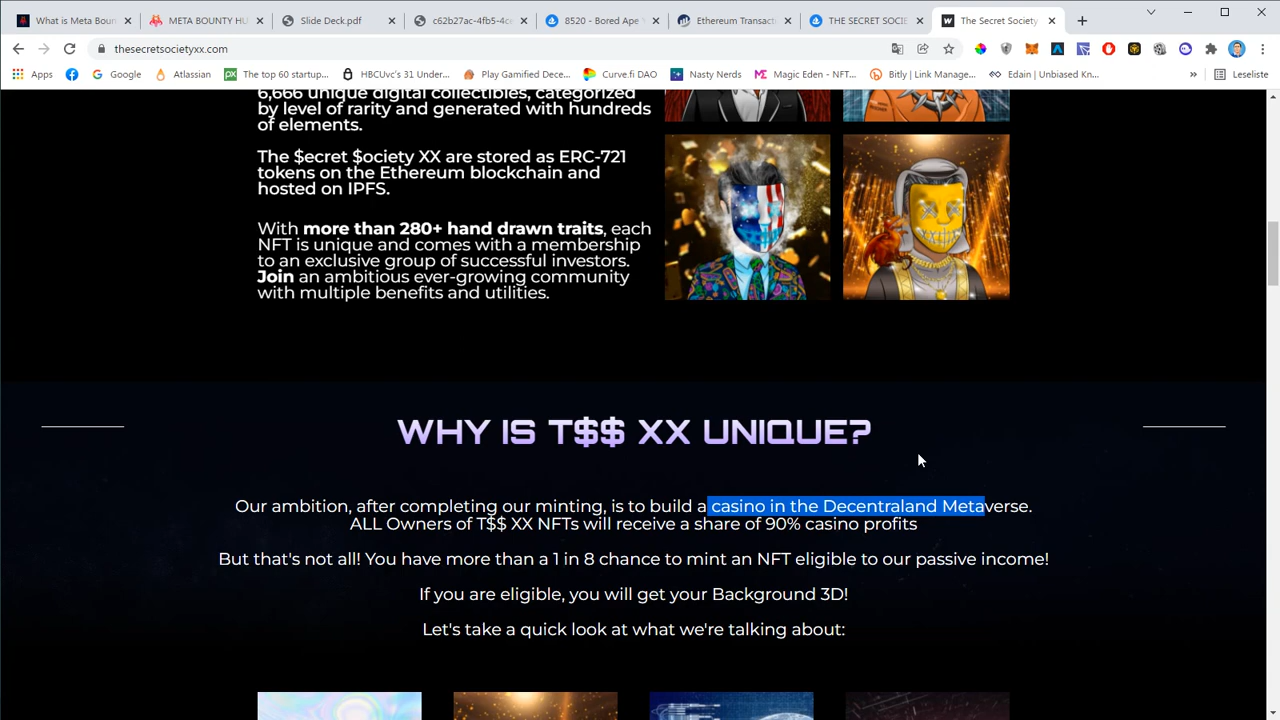 What is Meta Boun
META BOUNTY HU
Slide Deck.pdf
c621c27ac-4fb5-4ce
8520 - Bored Ape Y
Ethereum Transacti
THE SECRET SOCIE
The Secret Society
thesecretsocietyxx.com
Apps
Google
Atlassian
The top 60 startup...
HBCUvc's 31 Under...
Play Gamified Dece...
Curve.fi DAO
Nasty Nerds
Magic Eden - NFT...
Bitly | Link Manage...
Edain | Unbiased Kn...
»
Leseliste
6,666 unique digital collectibles, categorized
by level of rarity and generated with hundreds
of elements.
The $ecret $ociety XX are stored as ERC-721
tokens on the Ethereum blockchain and
hosted on IPFS.
With more than 280+ hand drawn traits, each
NFT is unique and comes with a membership
to an exclusive group of successful investors.
Join an ambitious ever-growing community
with multiple benefits and utilities.
WHY IS T$$ XX UNIQUE?
Our ambition, after completing our minting, is to build a casino in the Decentraland Metaverse.
ALL Owners of T$$ XX NFTs will receive a share of 90% casino profits
But that's not all! You have more than a 1 in 8 chance to mint an NFT eligible to our passive income!
If you are eligible, you will get your Background 3D!
Let's take a quick look at what we're talking about: